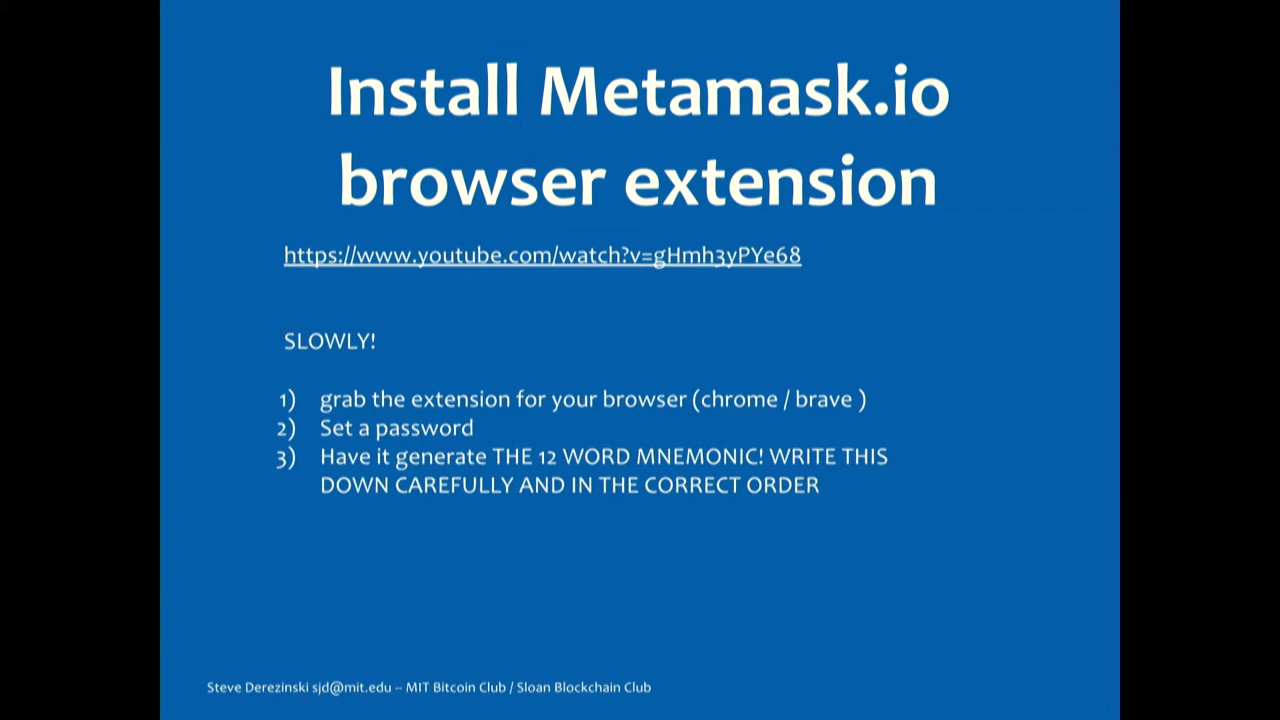 Install Metamask.io
browser extension
https://www.youtube.com/watch?v=gHmh3yPYe68
SLOWLY!
1) grab the extension for your browser (chrome / brave )
2) Set a password
3) Have it generate THE 12 WORD MNEMONIC! WRITE THIS
DOWN CAREFULLY AND IN THE CORRECT ORDER
Steve Derezinski sjd@mit.edu – MIT Bitcoin Club / Sloan Blockchain Club